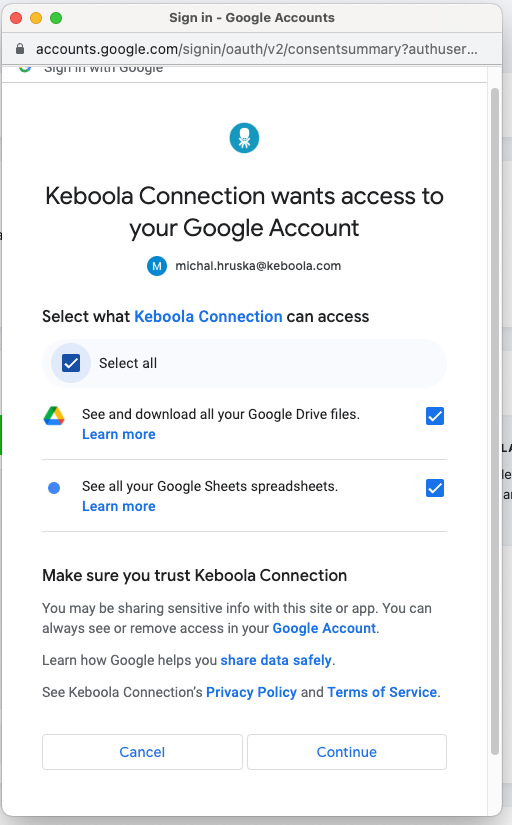 Sign in - Google Accounts
accounts.google.com/signin/oauth/v2/consentsummary?authuser...
Sign in with Google
Keboola Connection wants access to
your Google Account
M michal.hruska@keboola.com
Select what Keboola Connection can access
Select all
See and download all your Google Drive files.
Learn more
See all your Google Sheets spreadsheets.
Learn more
Make sure you trust Keboola Connection
You may be sharing sensitive info with this site or app. You can
always see or remove access in your Google Account.
Learn how Google helps you share data safely.
See Keboola Connection’s Privacy Policy and Terms of Service.
Cancel Continue